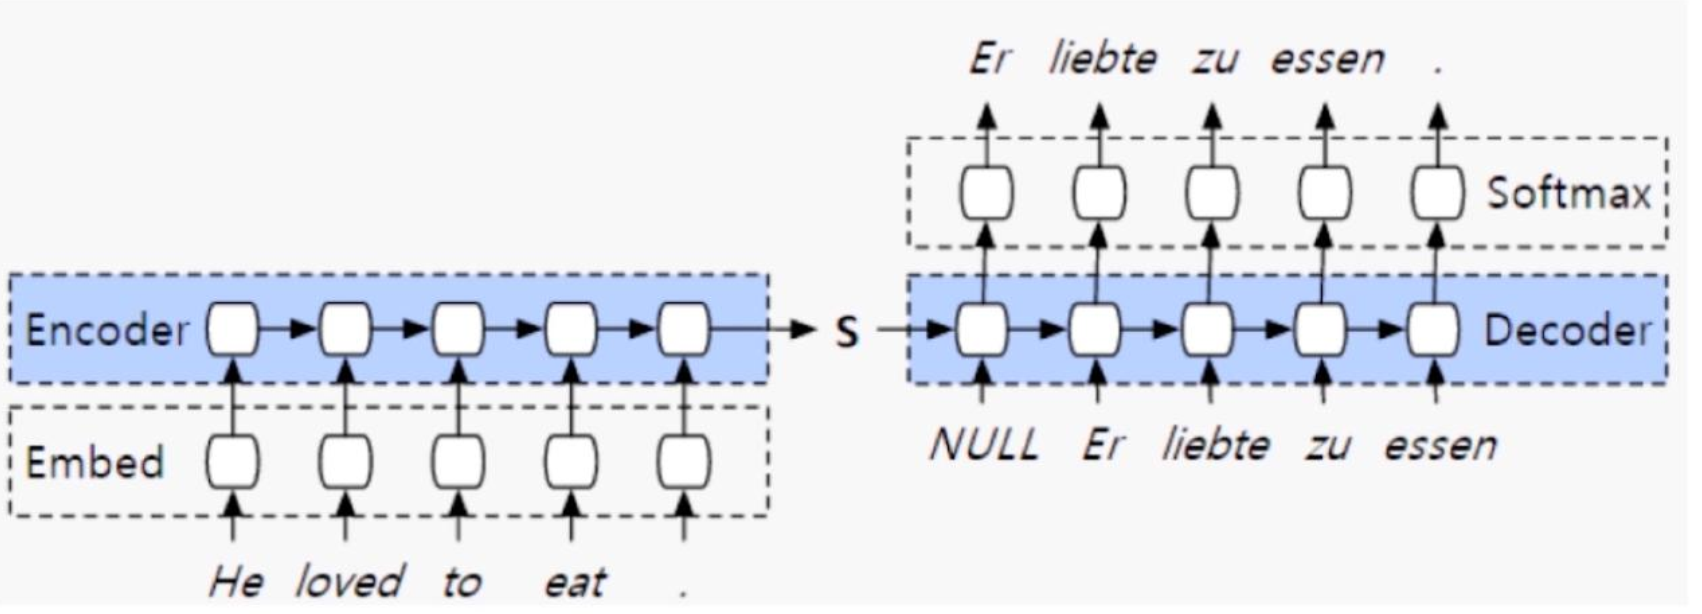 Er liebte zu essen .
Softmax
Encoder
S
Decoder
NULL Er liebte zu essen
Embed
He loved to eat .